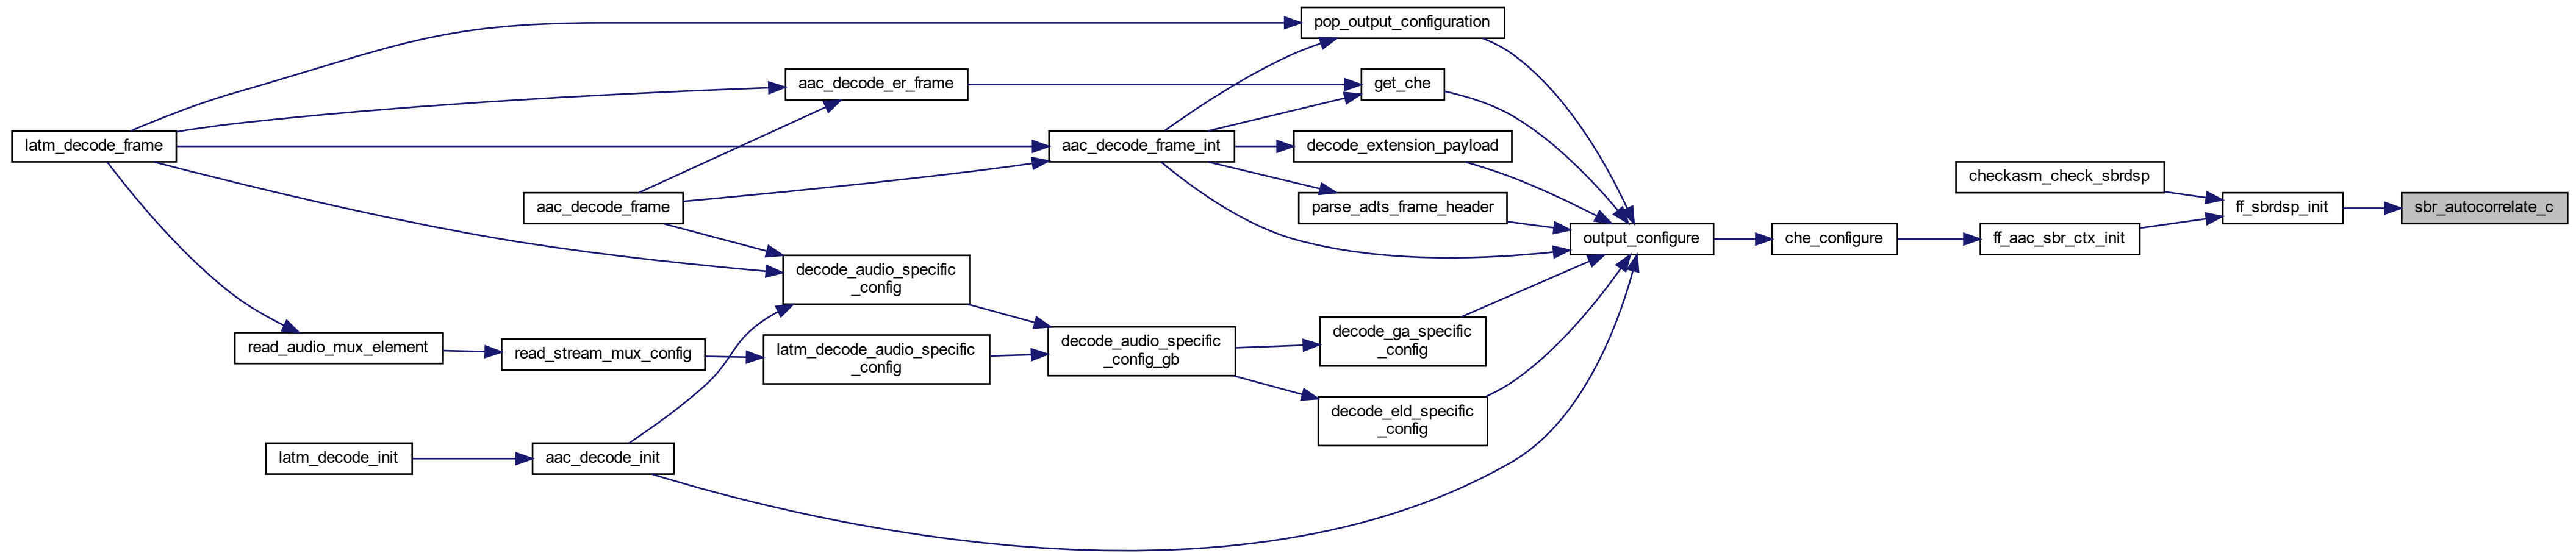 pop_output_configuration
aac_decode_er_frame
get_che
latm_decode_frame
aac_decode_frame_int
decode_extension_payload
checkasm_check_sbrdsp
aac_decode_frame
parse_adts_frame_header
ff_sbrdsp_init
sbr_autocorrelate_c
output_configure
che_configure
ff_aac_sbr_ctx_init
decode_audio_specific
_config
read_audio_mux_element
read_stream_mux_config
latm_decode_audio_specific
_config
decode_audio_specific
_config_gb
decode_ga_specific
_config
decode_eld_specific
_config
latm_decode_init
aac_decode_init